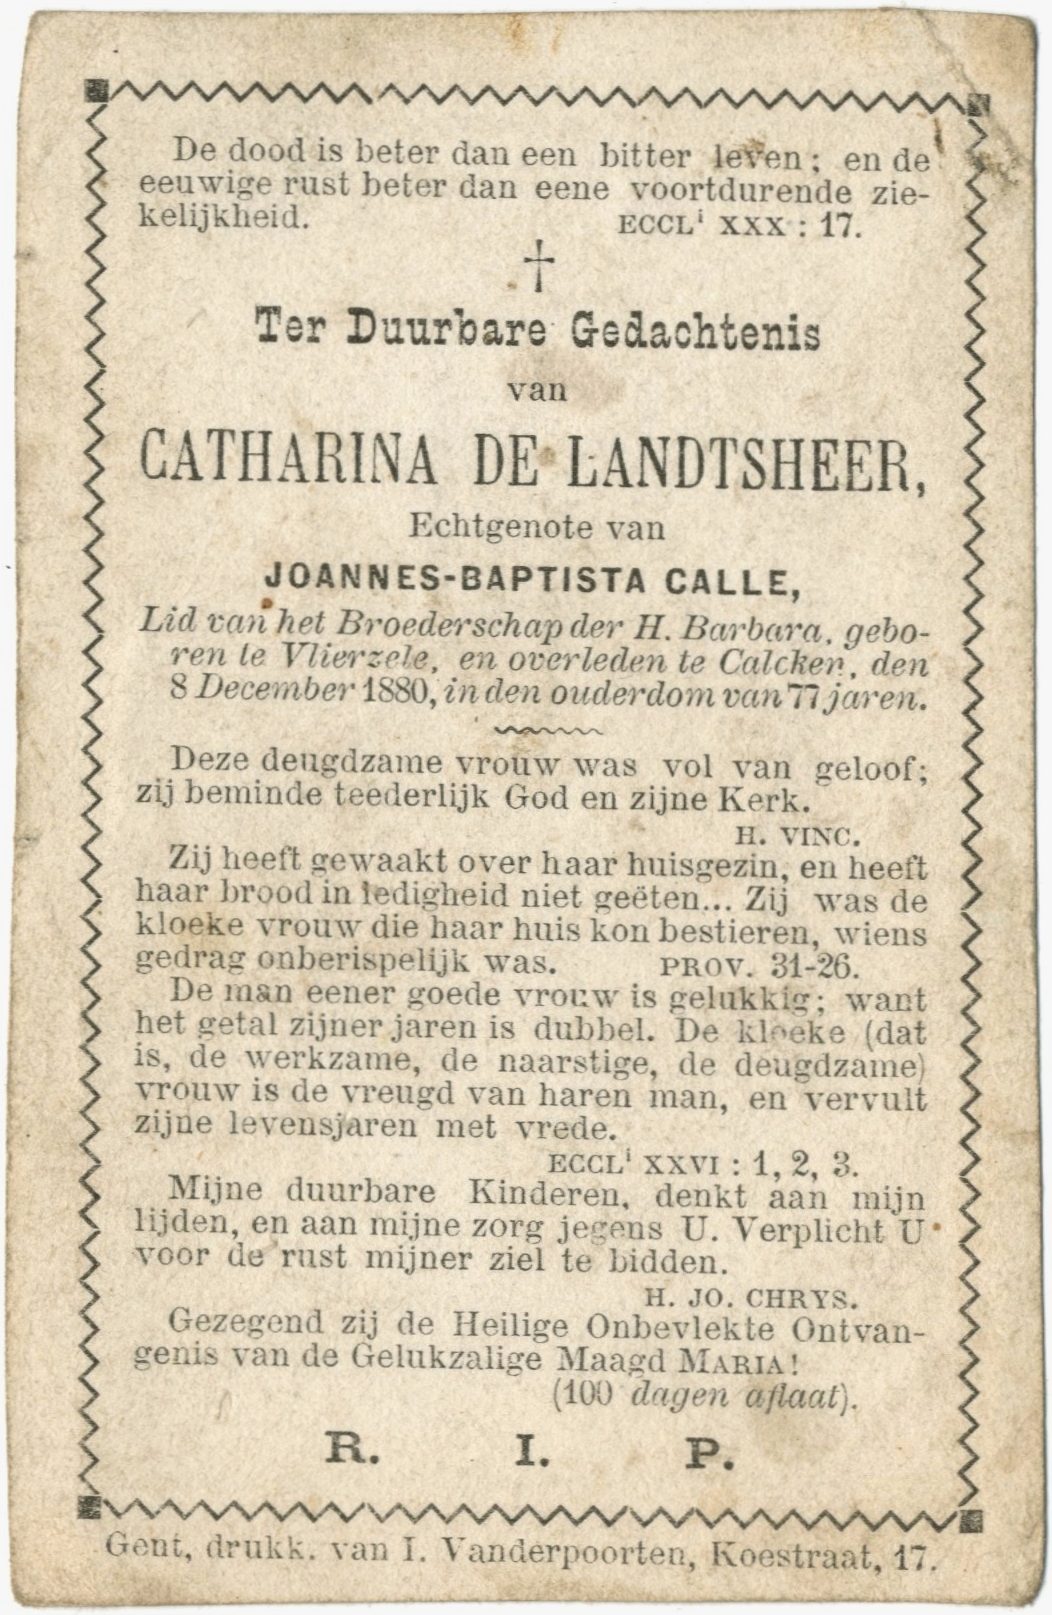 De dood is beter dan een bitter leven; en de
eeuwige rust beter dan eene voortdurende zie-
kelijkheid. ECCLⁱ XXX : 17.
†
Ter Duurbare Gedachtenis
van
CATHARINA DE LANDTSHEER,
Echtgenote van
JOANNES-BAPTISTA CALLE,
Lid van het Broederschap der H. Barbara, gebo-
ren te Vlierzele, en overleden te Calcken, den
8 December 1880, in den ouderdom van 77 jaren.
Deze deugdzame vrouw was vol van geloof;
zij beminde teederlijk God en zijne Kerk.
H. VINC.
Zij heeft gewaakt over haar huisgezin, en heeft
haar brood in ledigheid niet geëten... Zij was de
kloeke vrouw die haar huis kon bestieren, wiens
gedrag onberispelijk was. PROV. 31-26.
De man eener goede vrouw is gelukkig; want
het getal zijner jaren is dubbel. De kloeke (dat
is, de werkzame, de naarstige, de deugdzame)
vrouw is de vreugd van haren man, en vervult
zijne levensjaren met vrede.
ECCLⁱ XXVI : 1, 2, 3.
Mijne duurbare Kinderen, denkt aan mijn
lijden, en aan mijne zorg jegens U. Verplicht U
voor de rust mijner ziel te bidden.
H. JO. CHRYS.
Gezegend zij de Heilige Onbevlekte Ontvan-
genis van de Gelukzalige Maagd MARIA!
(100 dagen aflaat).
R. I. P.
Gent, drukk. van I. Vanderpoorten, Koestraat, 17.